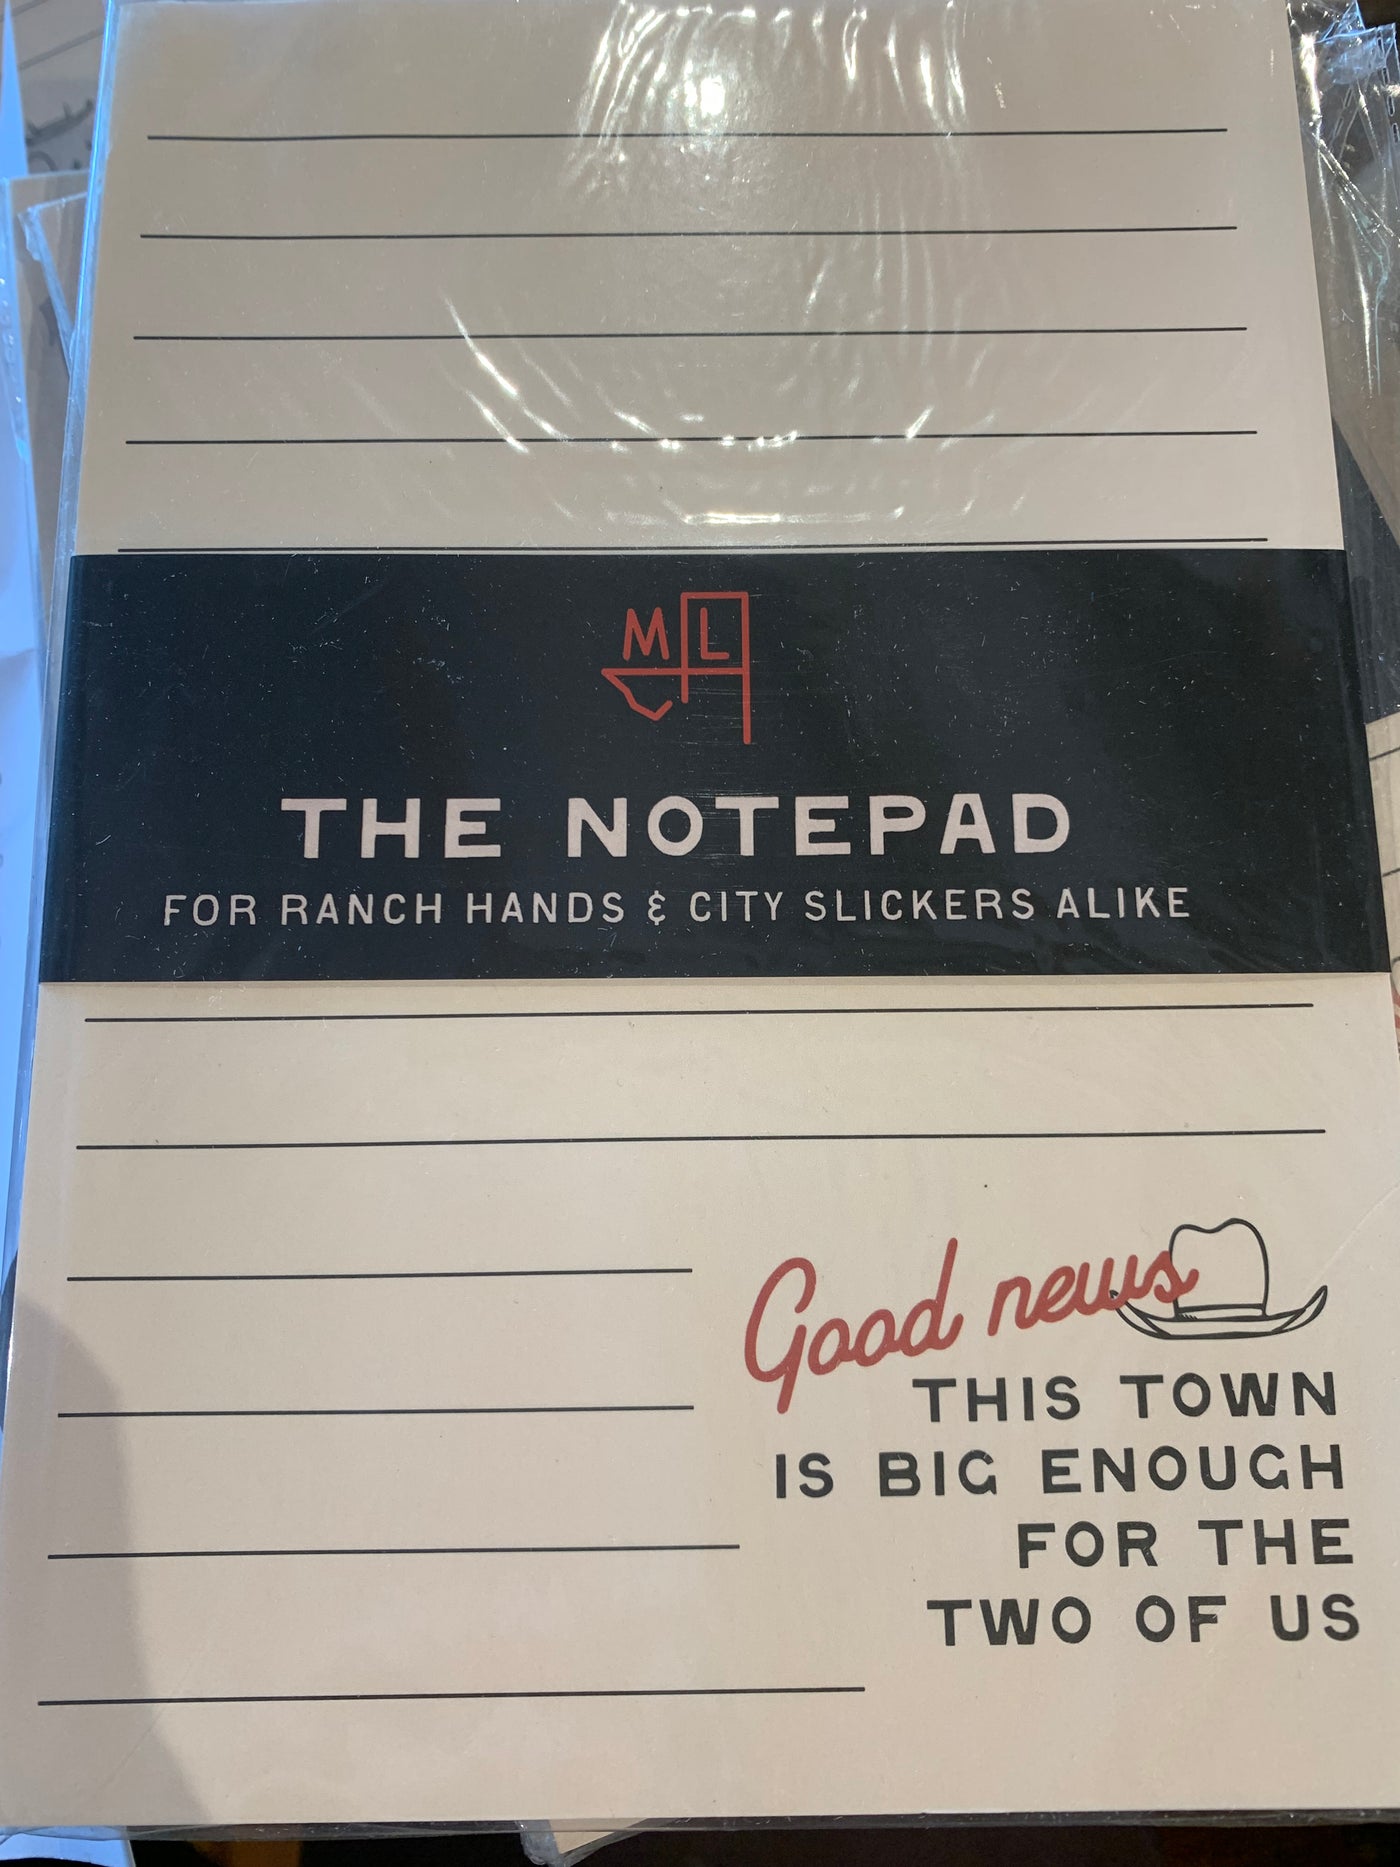 M L
THE NOTEPAD
FOR RANCH HANDS & CITY SLICKERS ALIKE
Good news
THIS TOWN
IS BIG ENOUGH
FOR THE
TWO OF US